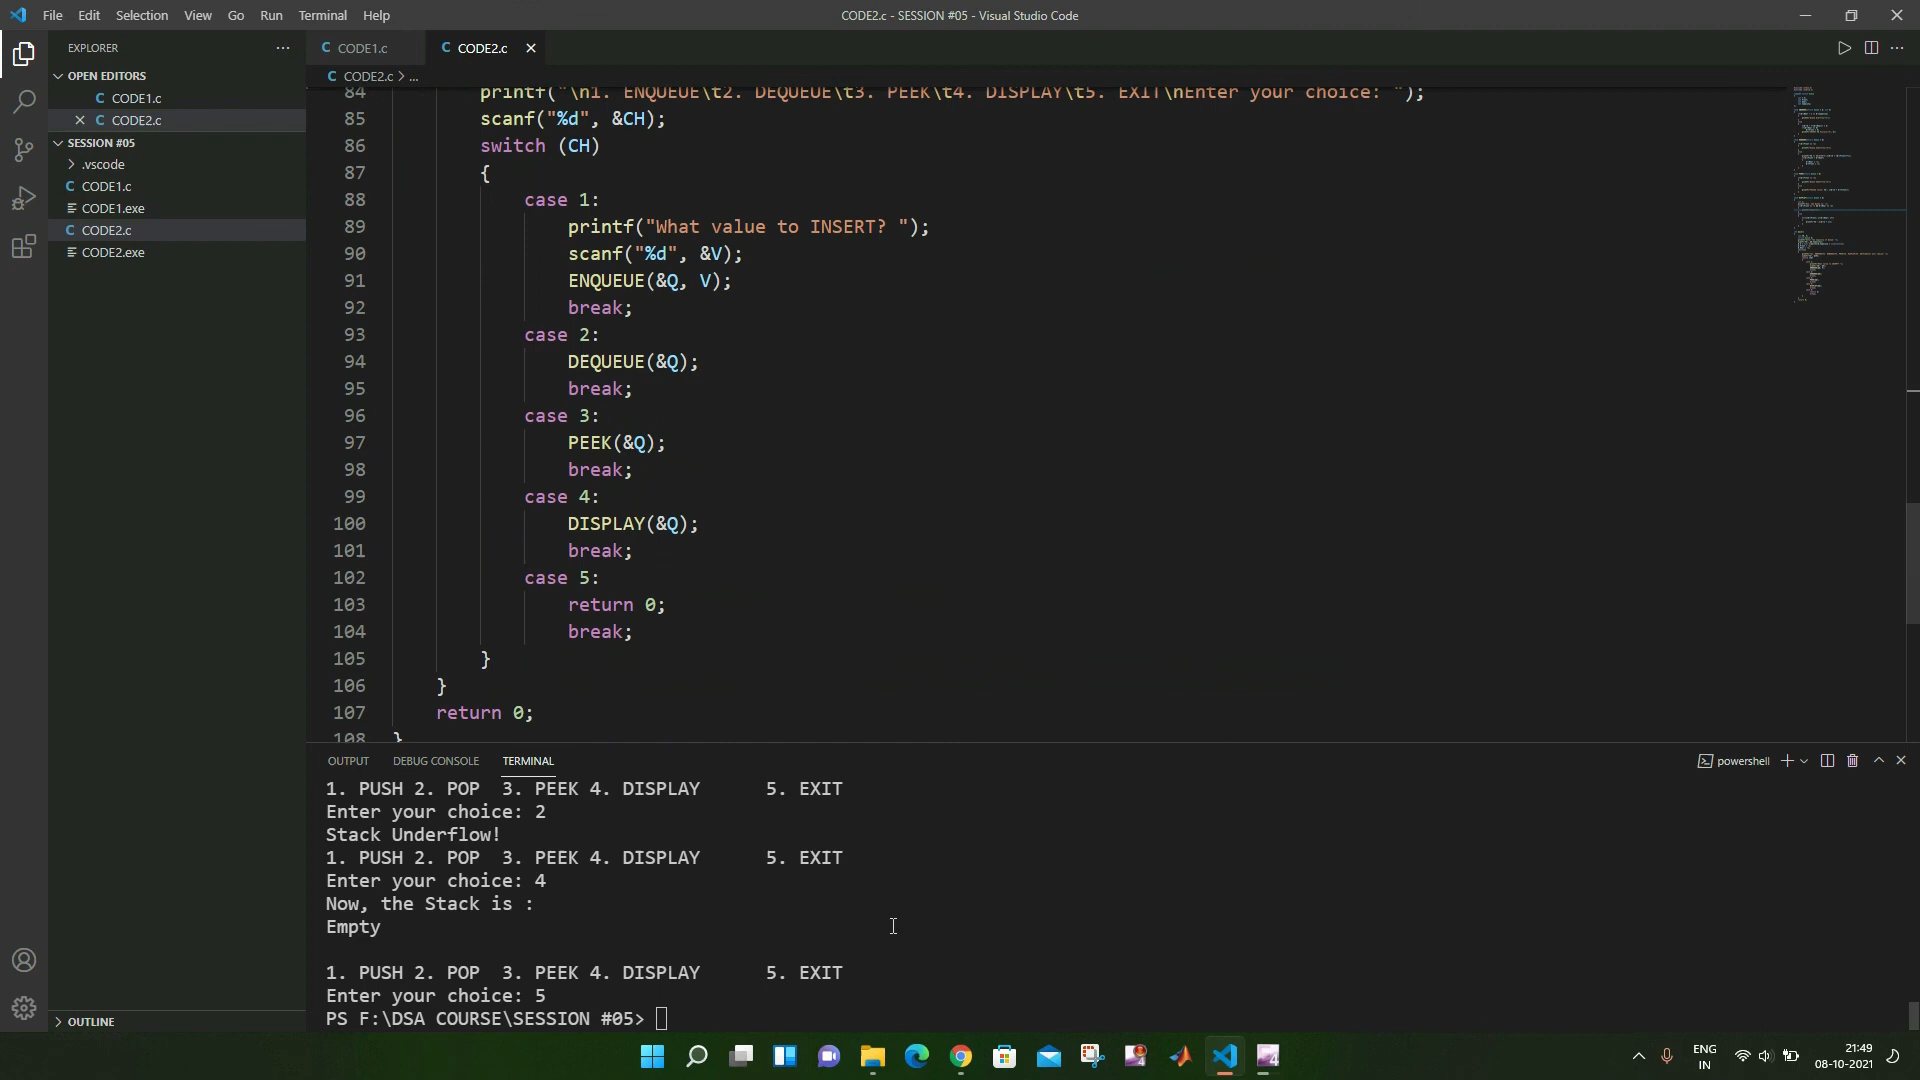 File Edit Selection View Go Run Terminal Help
CODE2.c - SESSION #05 - Visual Studio Code
EXPLORER
OPEN EDITORS
CODE1.c
CODE2.c
SESSION #05
.vscode
CODE1.c
CODE1.exe
CODE2.c
CODE2.exe
OUTLINE
CODE1.c
CODE2.c
CODE2.c > ...
84 printf("\n1. ENQUEUE\t2. DEQUEUE\t3. PEEK\t4. DISPLAY\t5. EXIT\nEnter your choice: ");
85 scanf("%d", &CH);
86 switch (CH)
87 {
88 case 1:
89 printf("What value to INSERT? ");
90 scanf("%d", &V);
91 ENQUEUE(&Q, V);
92 break;
93 case 2:
94 DEQUEUE(&Q);
95 break;
96 case 3:
97 PEEK(&Q);
98 break;
99 case 4:
100 DISPLAY(&Q);
101 break;
102 case 5:
103 return 0;
104 break;
105 }
106 }
107 return 0;
108 }
OUTPUT DEBUG CONSOLE TERMINAL
powershell
1. PUSH 2. POP 3. PEEK 4. DISPLAY 5. EXIT
Enter your choice: 2
Stack Underflow!
1. PUSH 2. POP 3. PEEK 4. DISPLAY 5. EXIT
Enter your choice: 4
Now, the Stack is :
Empty
1. PUSH 2. POP 3. PEEK 4. DISPLAY 5. EXIT
Enter your choice: 5
PS F:\DSA COURSE\SESSION #05>
ENG
IN
21:49
08-10-2021